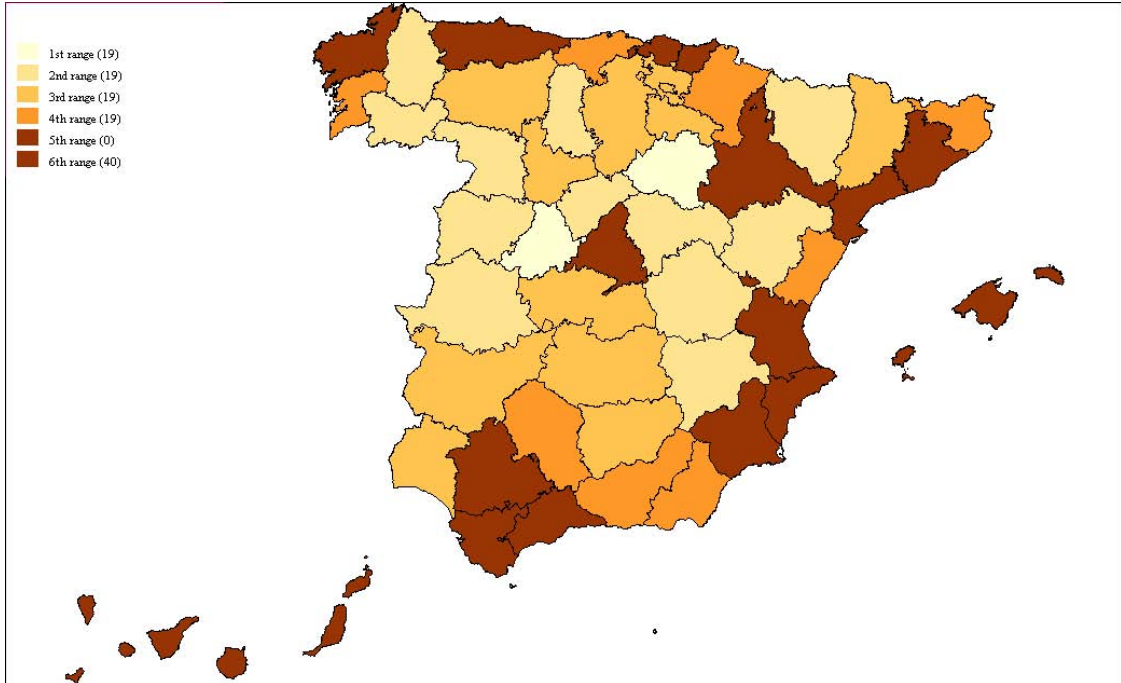 1st range (19)
2nd range (19)
3rd range (19)
4th range (19)
5th range (0)
6th range (40)